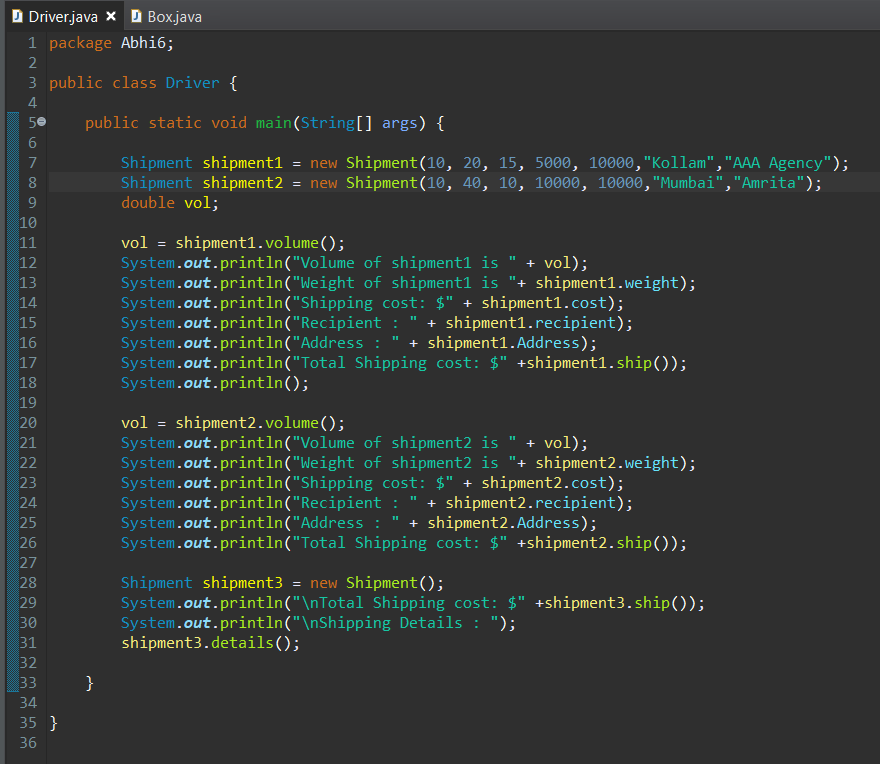 Driver.java Box.java
1 package Abhi6;
2
3 public class Driver {
4
5     public static void main(String[] args) {
6
7         Shipment shipment1 = new Shipment(10, 20, 15, 5000, 10000,"Kollam","AAA Agency");
8         Shipment shipment2 = new Shipment(10, 40, 10, 10000, 10000,"Mumbai","Amrita");
9         double vol;
10
11         vol = shipment1.volume();
12         System.out.println("Volume of shipment1 is " + vol);
13         System.out.println("Weight of shipment1 is "+ shipment1.weight);
14         System.out.println("Shipping cost: $" + shipment1.cost);
15         System.out.println("Recipient : " + shipment1.recipient);
16         System.out.println("Address : " + shipment1.Address);
17         System.out.println("Total Shipping cost: $" +shipment1.ship());
18         System.out.println();
19
20         vol = shipment2.volume();
21         System.out.println("Volume of shipment2 is " + vol);
22         System.out.println("Weight of shipment2 is "+ shipment2.weight);
23         System.out.println("Shipping cost: $" + shipment2.cost);
24         System.out.println("Recipient : " + shipment2.recipient);
25         System.out.println("Address : " + shipment2.Address);
26         System.out.println("Total Shipping cost: $" +shipment2.ship());
27
28         Shipment shipment3 = new Shipment();
29         System.out.println("\nTotal Shipping cost: $" +shipment3.ship());
30         System.out.println("\nShipping Details : ");
31         shipment3.details();
32
33     }
34
35 }
36